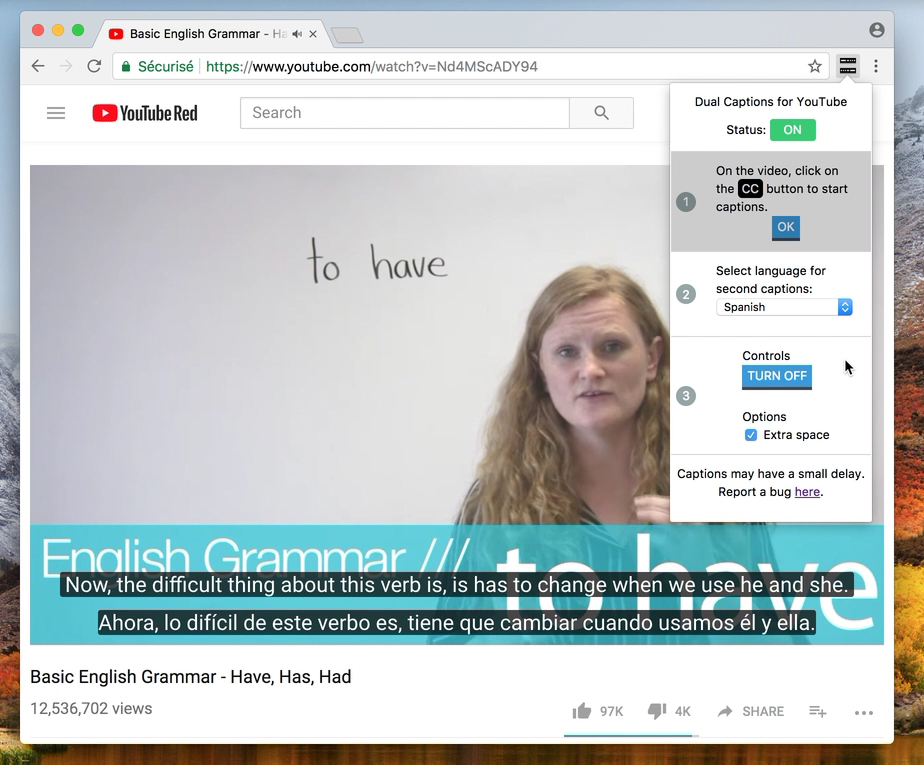 Basic English Grammar - Ha
Sécurisé https://www.youtube.com/watch?v=Nd4MScADY94
YouTube Red
Search
Dual Captions for YouTube
Status: ON
1
On the video, click on
the CC button to start
captions.
OK
2
Select language for
second captions:
Spanish
3
Controls
TURN OFF
Options
Extra space
Captions may have a small delay.
Report a bug here.
to have
English Grammar /// to have
Now, the difficult thing about this verb is, is has to change when we use he and she.
Ahora, lo difícil de este verbo es, tiene que cambiar cuando usamos él y ella.
Basic English Grammar - Have, Has, Had
12,536,702 views
97K 4K SHARE